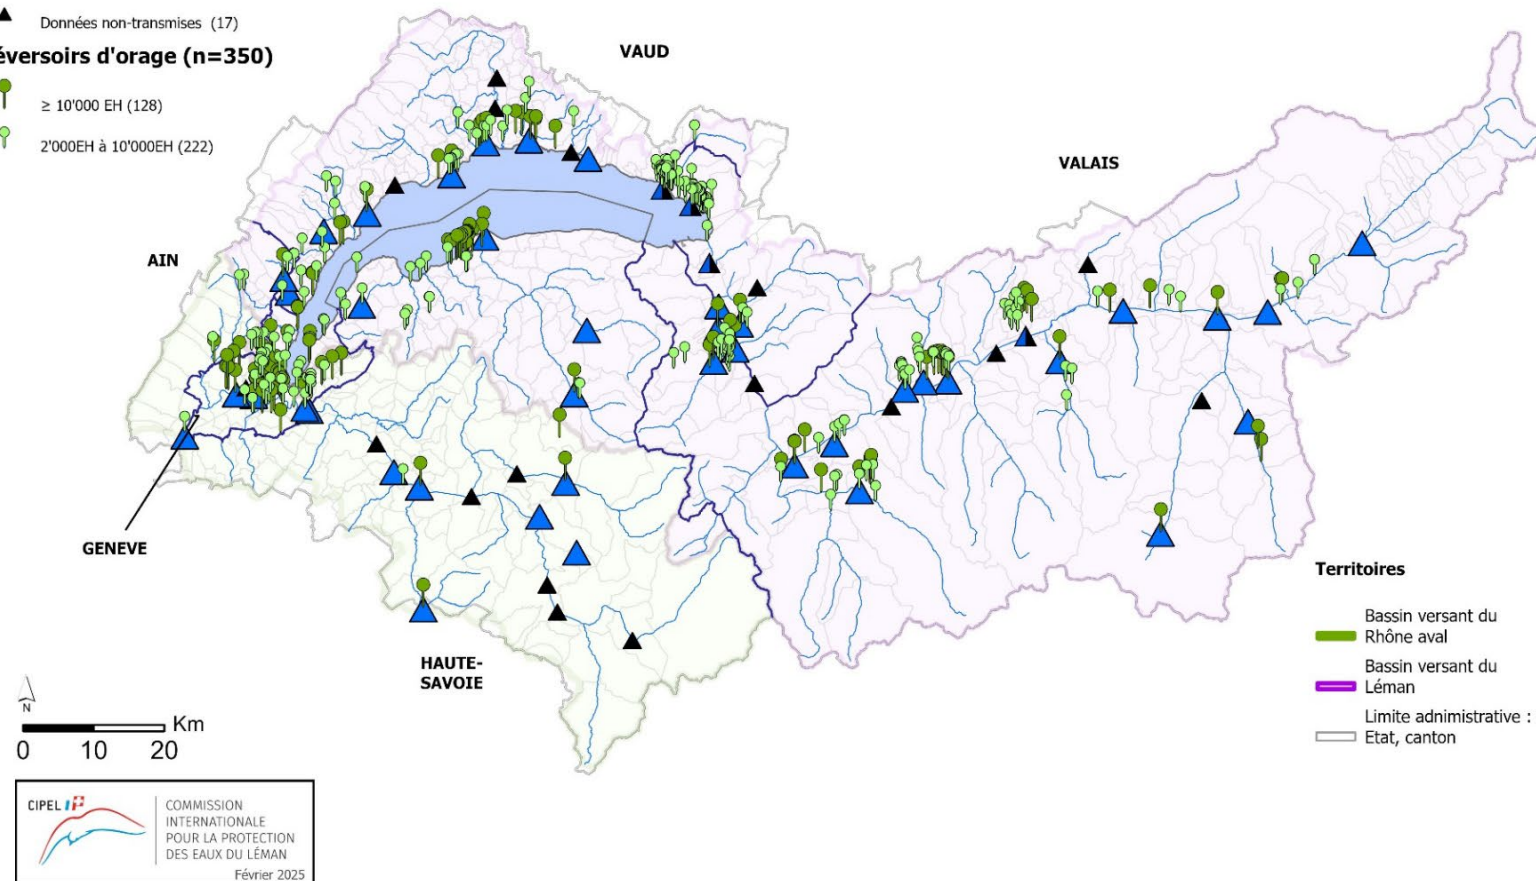 Données non-transmises (17)
éversoirs d'orage (n=350)
≥ 10'000 EH (128)
2'000EH à 10'000EH (222)
VAUD
VALAIS
AIN
GENEVE
HAUTE-
SAVOIE
Territoires
Bassin versant du
Rhône aval
Bassin versant du
Léman
Limite adnimistrative :
Etat, canton
N
Km
0 10 20
CIPEL
COMMISSION
INTERNATIONALE
POUR LA PROTECTION
DES EAUX DU LÉMAN
Février 2025